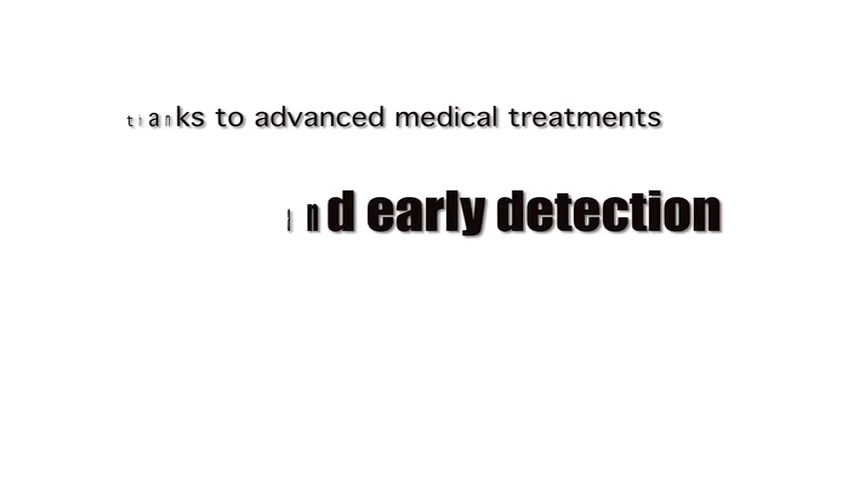 thanks to advanced medical treatments
and early detection